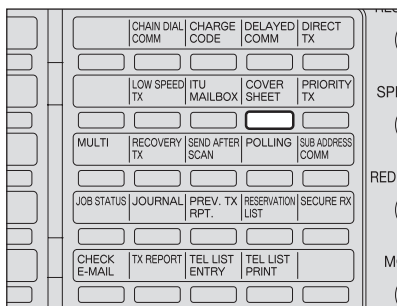 CHAIN DIAL CHARGE DELAYED DIRECT
COMM CODE COMM TX
LOW SPEED ITU COVER PRIORITY
TX MAILBOX SHEET TX
MULTI RECOVERY SEND AFTER POLLING SUB ADDRESS
TX SCAN COMM
JOB STATUS JOURNAL PREV. TX RESERVATION SECURE RX
RPT. LIST
CHECK TX REPORT TEL LIST TEL LIST
E-MAIL ENTRY PRINT
SP
RED
M